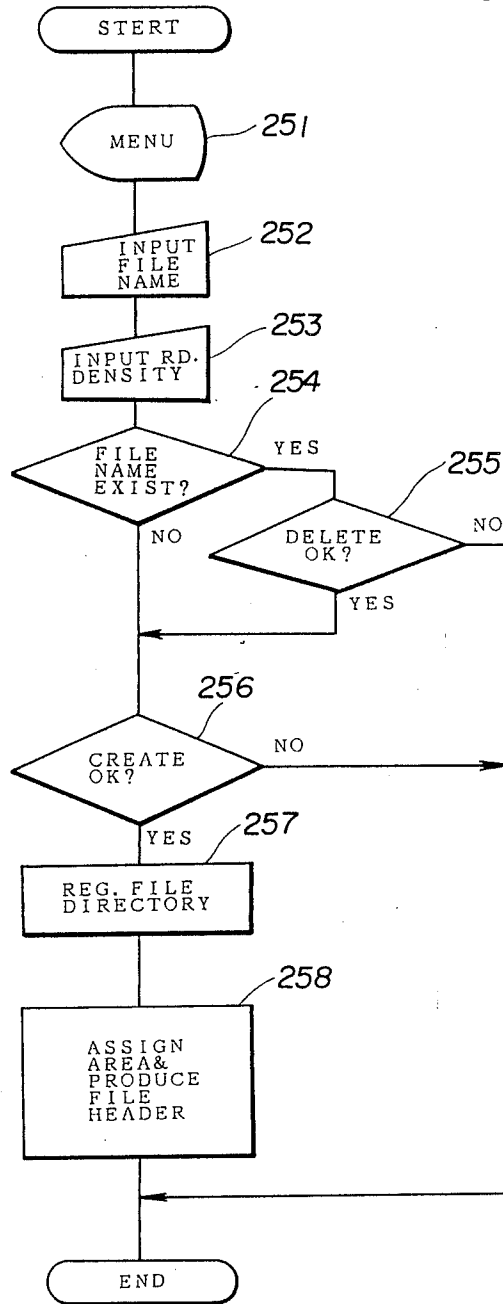 STERT
MENU
251
INPUT
FILE
NAME
252
INPUT RD.
DENSITY
253
FILE
NAME
EXIST?
254
YES
NO
DELETE
OK?
255
NO
YES
CREATE
OK?
256
NO
YES
REG. FILE
DIRECTORY
257
ASSIGN
AREA&
PRODUCE
FILE
HEADER
258
END